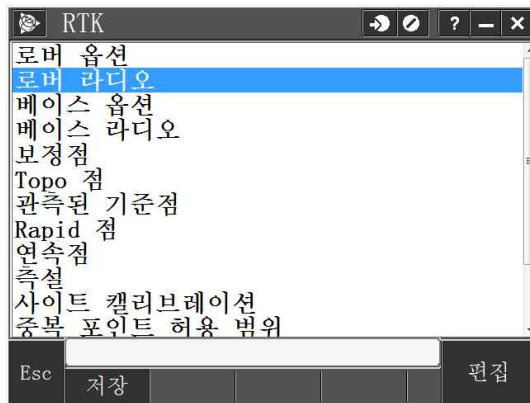 RTK
?
로버 옵션
로버 라디오
베이스 옵션
베이스 라디오
보정점
Topo 점
관측된 기준점
Rapid 점
연속점
측설
사이트 캘리브레이션
중복 포인트 허용 범위
Esc
저장
편집